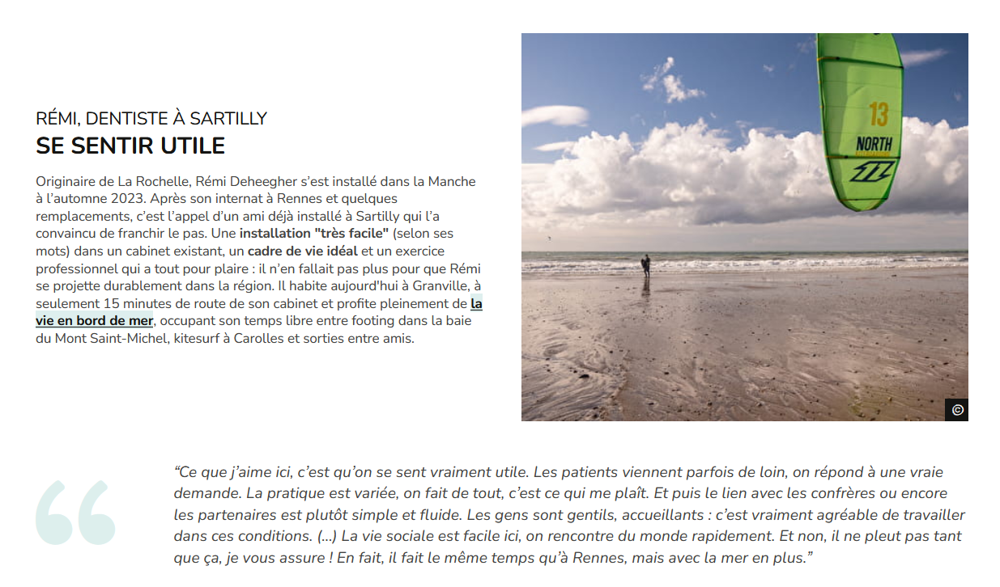 RÉMI, DENTISTE À SARTILLY
SE SENTIR UTILE
Originaire de La Rochelle, Rémi Deheegher s’est installé dans la Manche
à l’automne 2023. Après son internat à Rennes et quelques
remplacements, c’est l’appel d’un ami déjà installé à Sartilly qui l’a
convaincu de franchir le pas. Une installation "très facile" (selon ses
mots) dans un cabinet existant, un cadre de vie idéal et un exercice
professionnel qui a tout pour plaire : il n’en fallait pas plus pour que Rémi
se projette durablement dans la région. Il habite aujourd'hui à Granville, à
seulement 15 minutes de route de son cabinet et profite pleinement de la
vie en bord de mer, occupant son temps libre entre footing dans la baie
du Mont Saint-Michel, kitesurf à Carolles et sorties entre amis.
13
NORTH
©
“Ce que j’aime ici, c’est qu’on se sent vraiment utile. Les patients viennent parfois de loin, on répond à une vraie
demande. La pratique est variée, on fait de tout, c’est ce qui me plaît. Et puis le lien avec les confrères ou encore
les partenaires est plutôt simple et fluide. Les gens sont gentils, accueillants : c’est vraiment agréable de travailler
dans ces conditions. (...) La vie sociale est facile ici, on rencontre du monde rapidement. Et non, il ne pleut pas tant
que ça, je vous assure ! En fait, il fait le même temps qu’à Rennes, mais avec la mer en plus.”